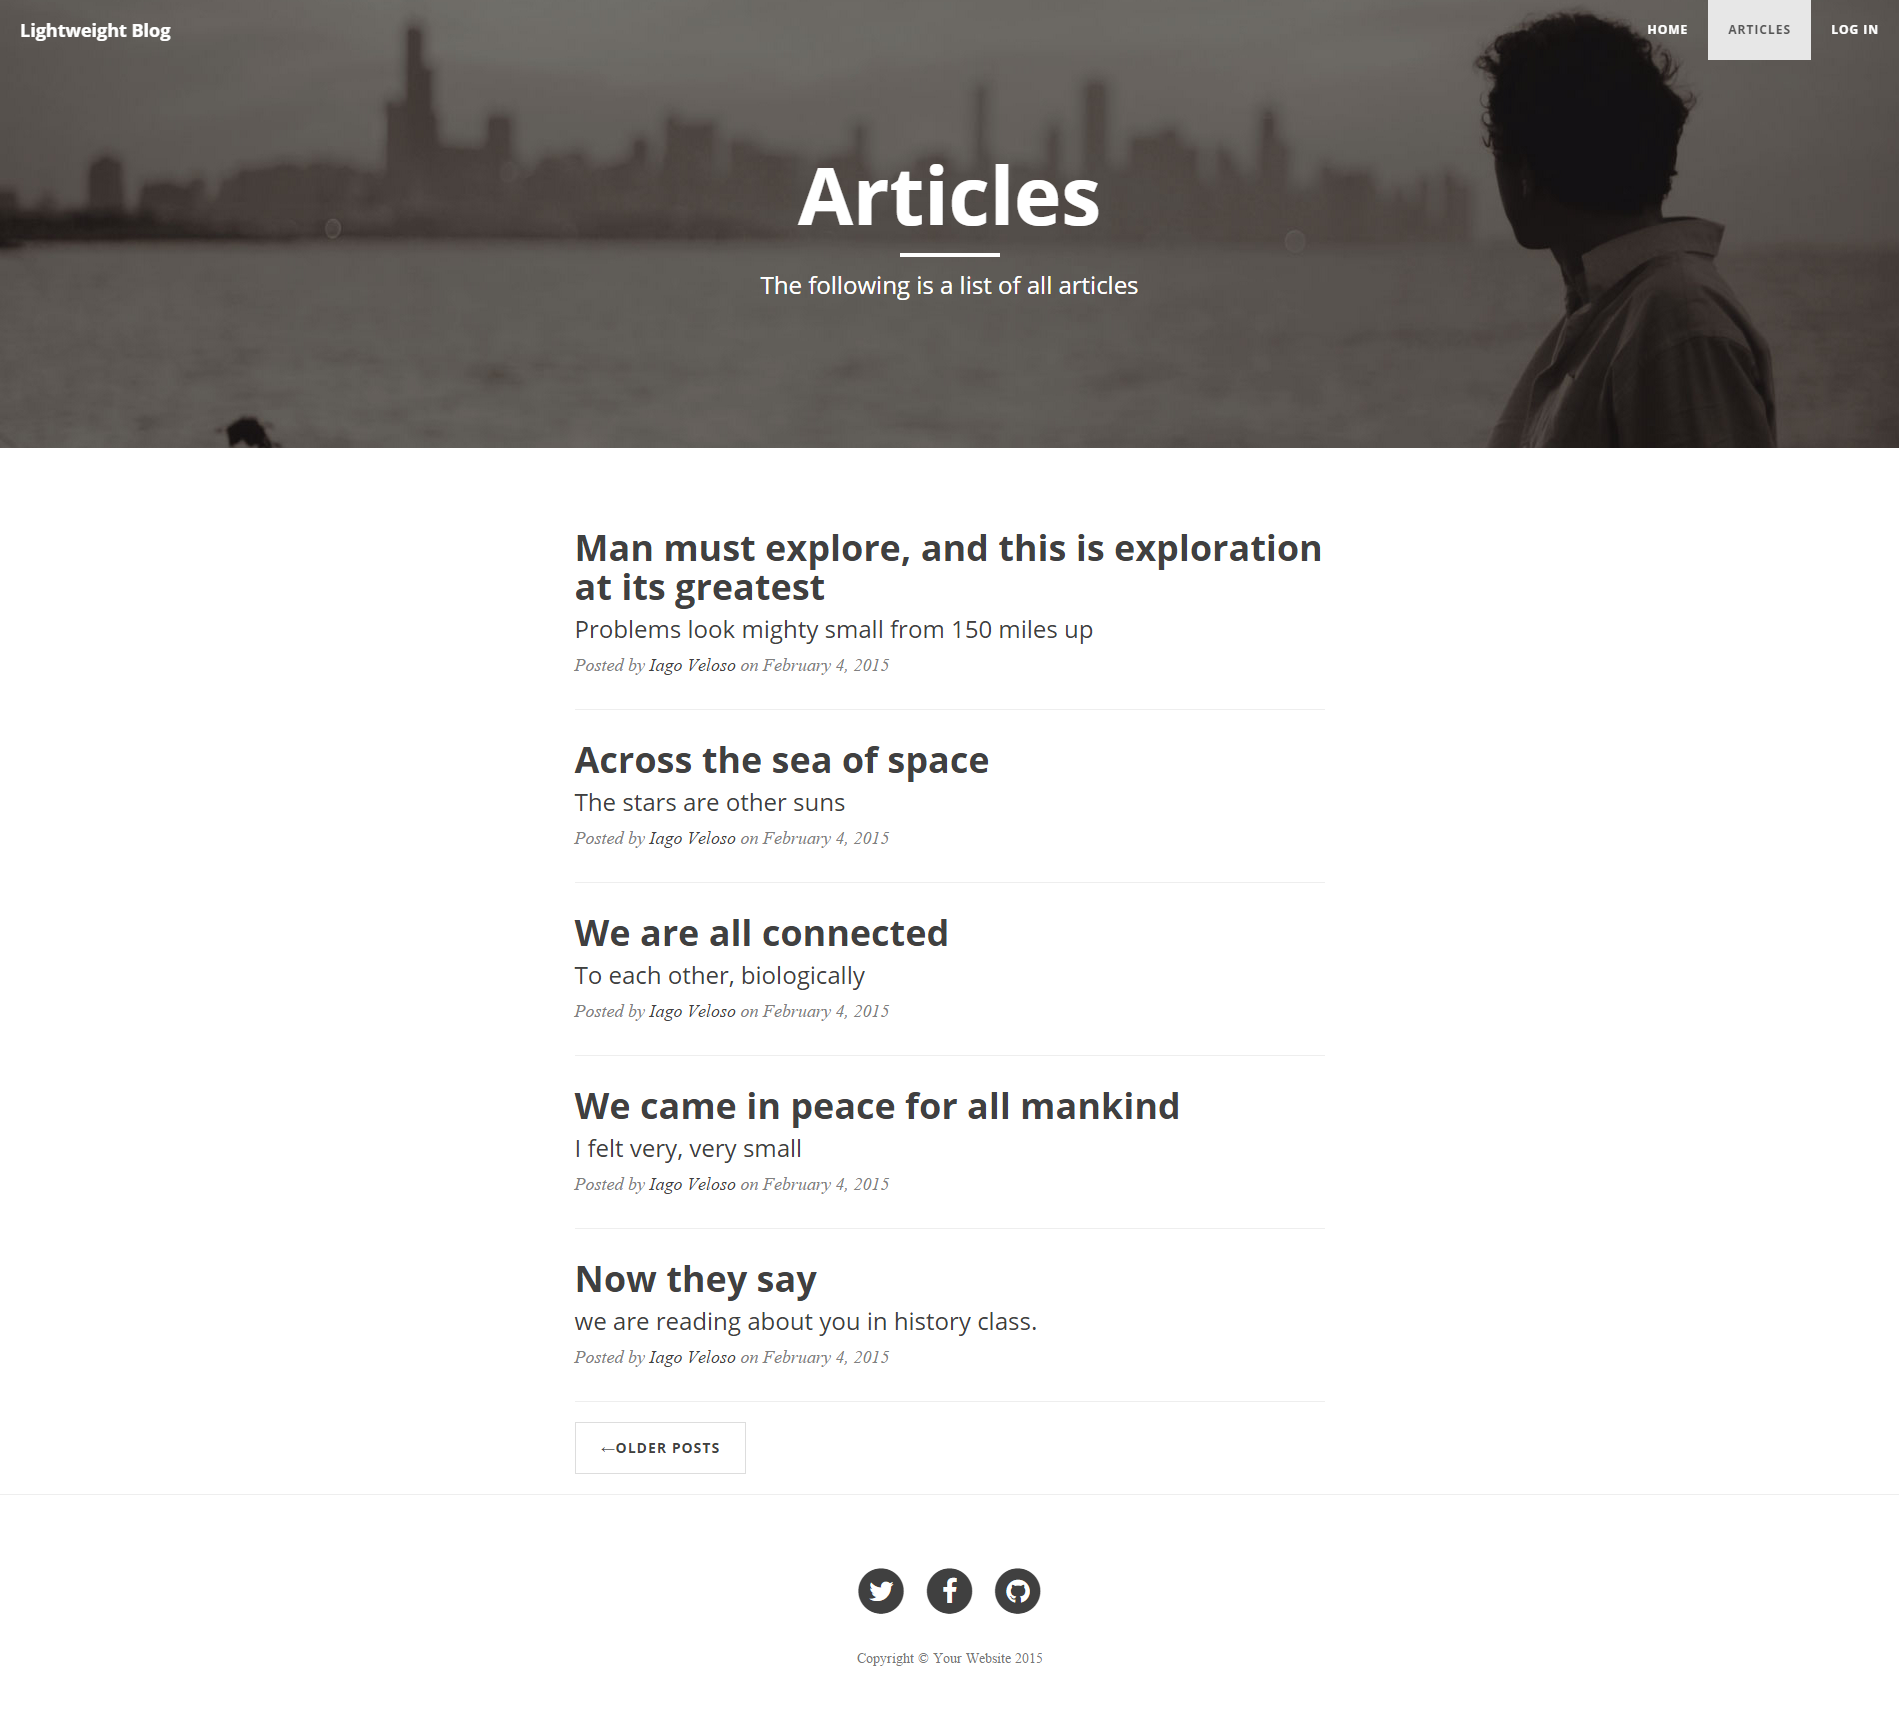 Lightweight Blog
HOME ARTICLES LOG IN
Articles
The following is a list of all articles
Man must explore, and this is exploration
at its greatest
Problems look mighty small from 150 miles up
Posted by Iago Veloso on February 4, 2015
Across the sea of space
The stars are other suns
Posted by Iago Veloso on February 4, 2015
We are all connected
To each other, biologically
Posted by Iago Veloso on February 4, 2015
We came in peace for all mankind
I felt very, very small
Posted by Iago Veloso on February 4, 2015
Now they say
we are reading about you in history class.
Posted by Iago Veloso on February 4, 2015
←OLDER POSTS
Copyright © Your Website 2015